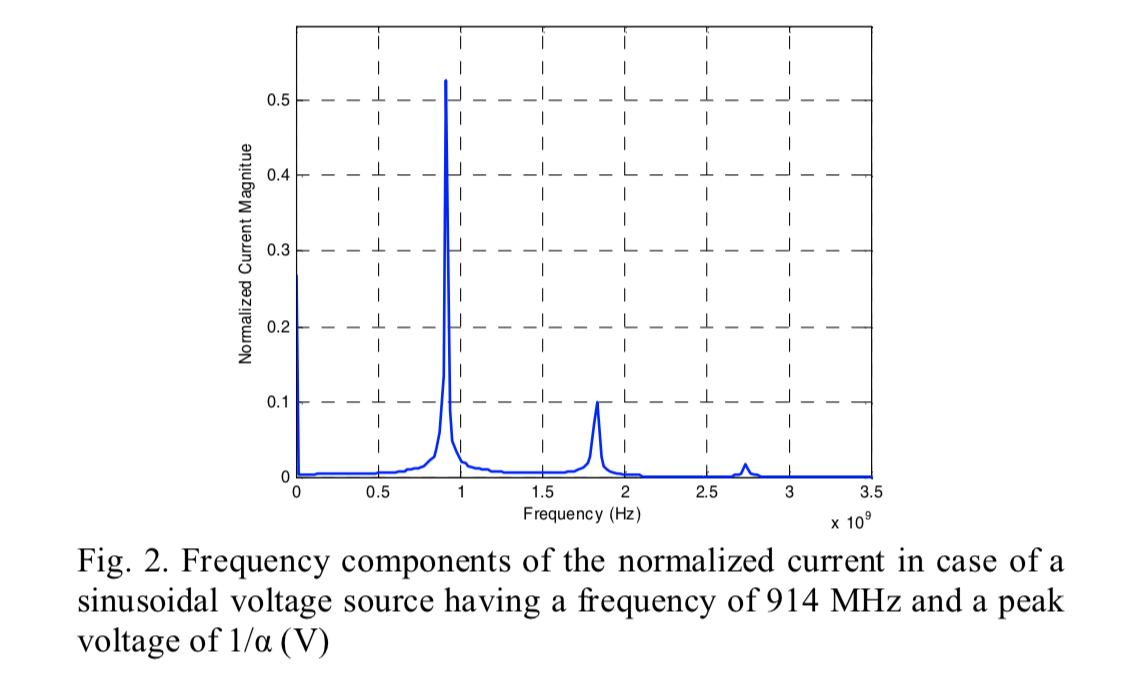 0.5
0.4
0.3
0.2
0.1
0
Normalized Current Magnitue
0 0.5 1 1.5 2 2.5 3 3.5
Frequency (Hz)
x 10⁹
Fig. 2. Frequency components of the normalized current in case of a
sinusoidal voltage source having a frequency of 914 MHz and a peak
voltage of 1/α (V)